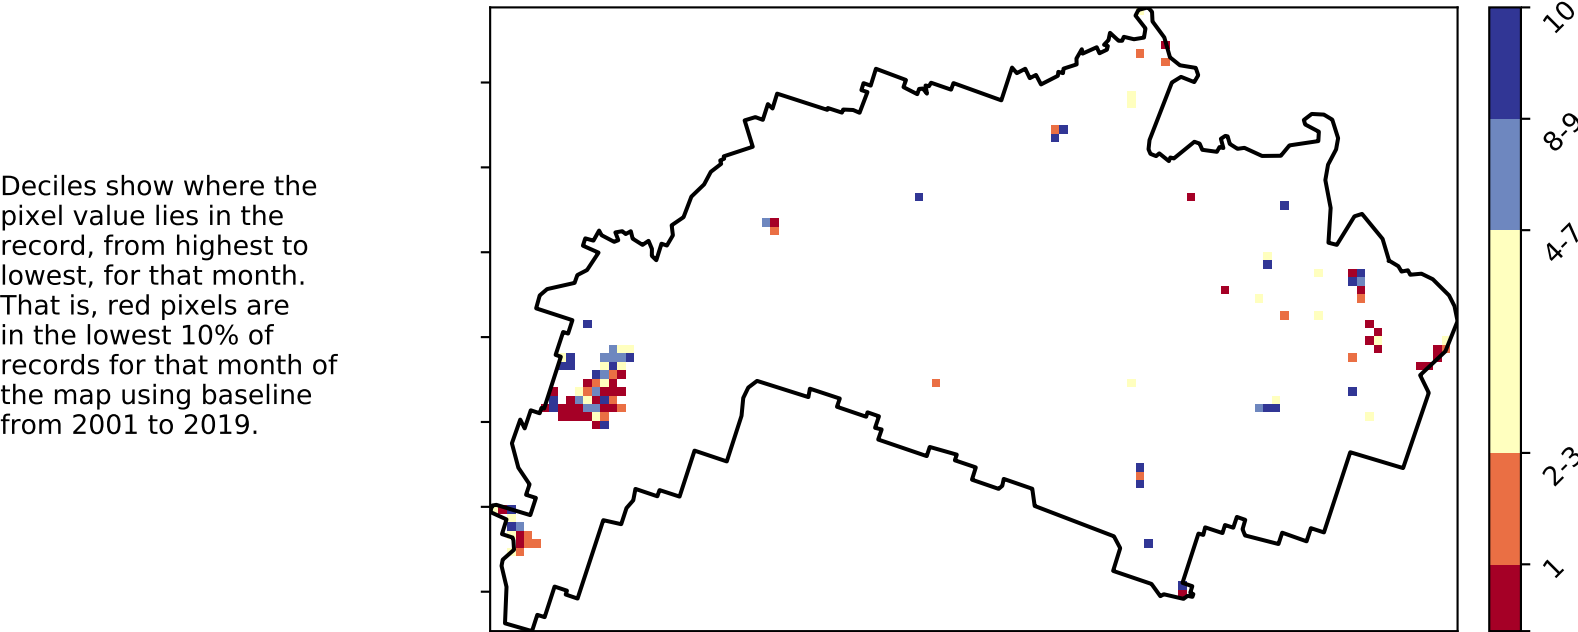 Deciles show where the
pixel value lies in the
record, from highest to
lowest, for that month.
That is, red pixels are
in the lowest 10% of
records for that month of
the map using baseline
from 2001 to 2019.
10
8-9
4-7
2-3
1